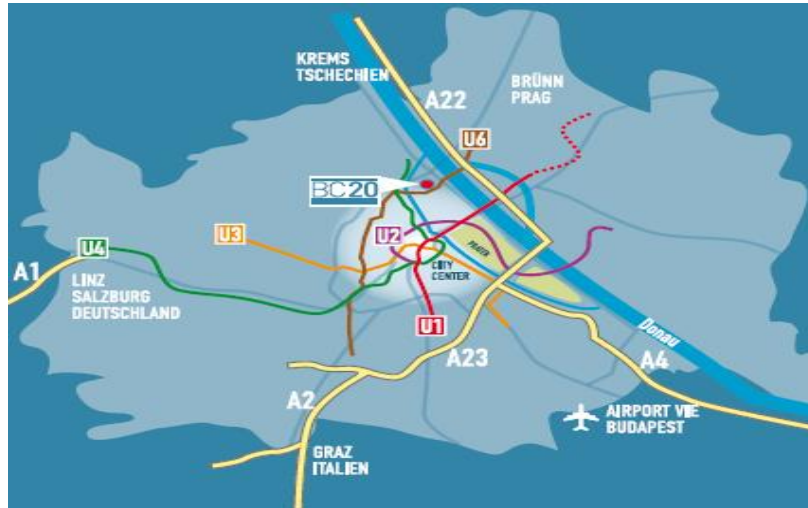 KREMS
TSCHECHIEN
A22
BRÜNN
PRAG
U6
BC20
U3
U2
U4
A1
LINZ
SALZBURG
DEUTSCHLAND
PRATER
CITY
CENTER
U1
Donau
A23
A4
A2
AIRPORT VIE
BUDAPEST
GRAZ
ITALIEN